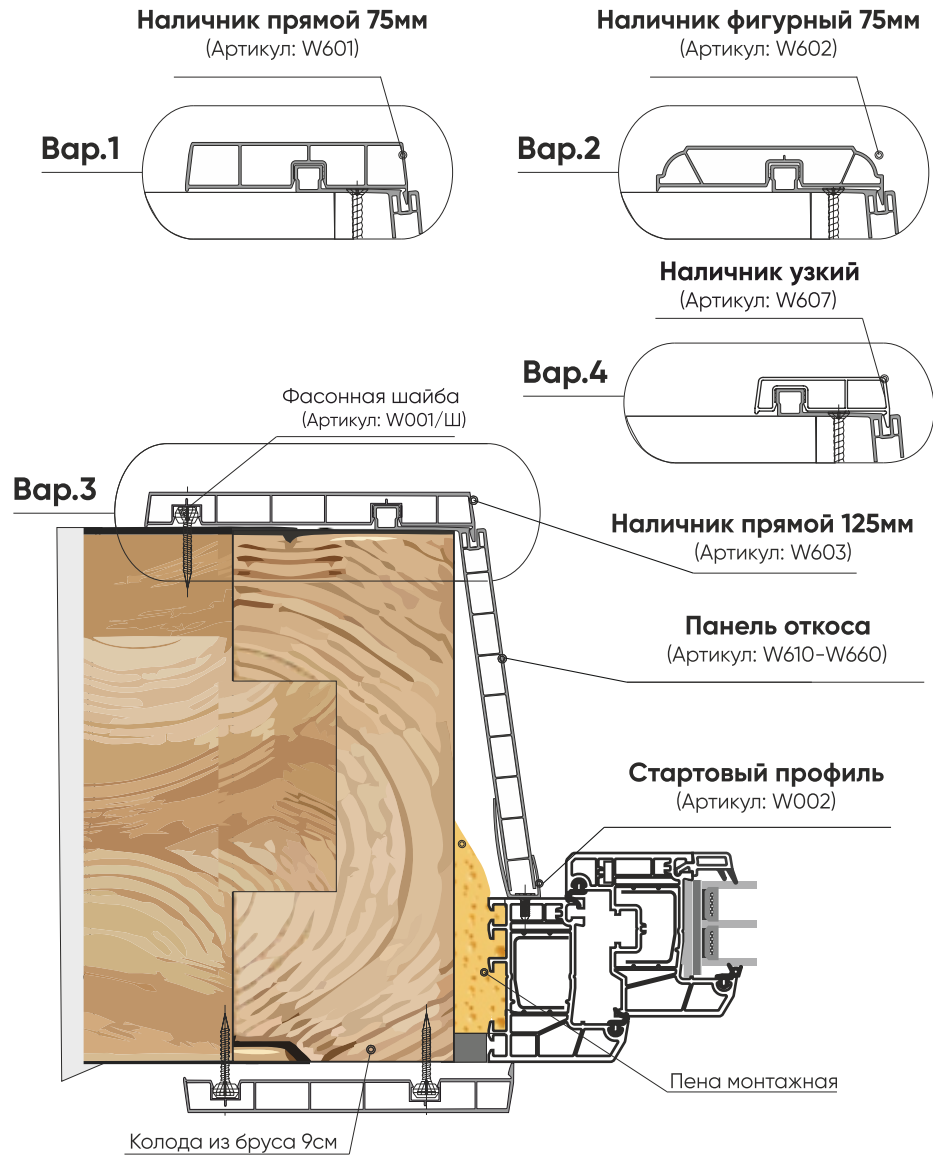 Наличник прямой 75мм
(Артикул: W601)
Наличник фигурный 75мм
(Артикул: W602)
Вар.1
Вар.2
Наличник узкий
(Артикул: W607)
Вар.4
Фасонная шайба
(Артикул: W001/Ш)
Вар.3
Наличник прямой 125мм
(Артикул: W603)
Панель откоса
(Артикул: W610-W660)
Стартовый профиль
(Артикул: W002)
Пена монтажная
Колода из бруса 9см